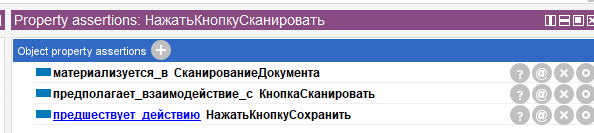 Property assertions: НажатьКнопкуСканировать
Object property assertions
материализуется_в СканированиеДокумента
предполагает_взаимодействие_с КнопкаСканировать
предшествует_действию НажатьКнопкуСохранить